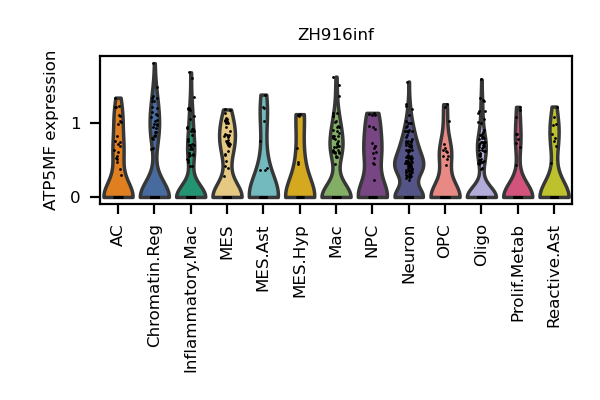 ZH916inf
ATP5MF expression
1
0
AC
Chromatin.Reg
Inflammatory.Mac
MES
MES.Ast
MES.Hyp
Mac
NPC
Neuron
OPC
Oligo
Prolif.Metab
Reactive.Ast